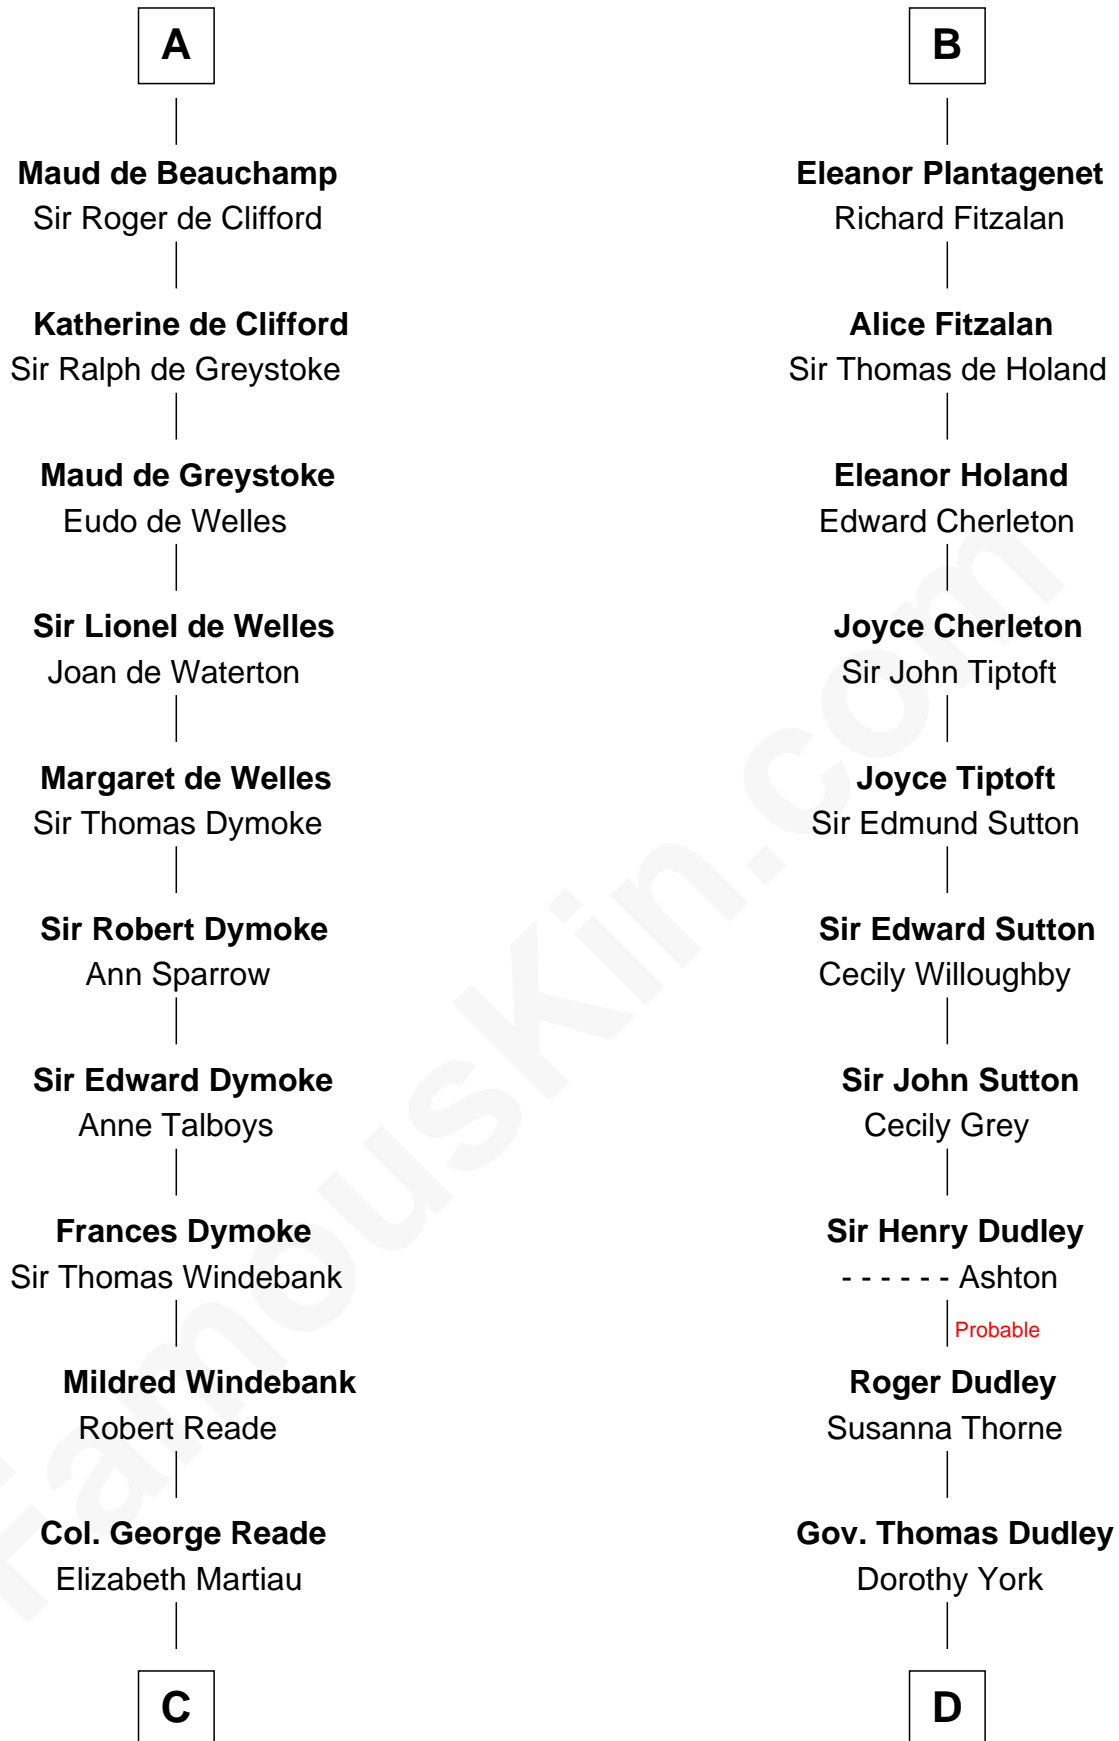 A
Maud de Beauchamp
Sir Roger de Clifford
Katherine de Clifford
Sir Ralph de Greystoke
Maud de Greystoke
Eudo de Welles
Sir Lionel de Welles
Joan de Waterton
Margaret de Welles
Sir Thomas Dymoke
Sir Robert Dymoke
Ann Sparrow
Sir Edward Dymoke
Anne Talboys
Frances Dymoke
Sir Thomas Windebank
Mildred Windebank
Robert Reade
Col. George Reade
Elizabeth Martiau
C
B
Eleanor Plantagenet
Richard Fitzalan
Alice Fitzalan
Sir Thomas de Holand
Eleanor Holand
Edward Cherleton
Joyce Cherleton
Sir John Tiptoft
Joyce Tiptoft
Sir Edmund Sutton
Sir Edward Sutton
Cecily Willoughby
Sir John Sutton
Cecily Grey
Sir Henry Dudley
- - - - - - Ashton
Probable
Roger Dudley
Susanna Thorne
Gov. Thomas Dudley
Dorothy York
D
FamousKin.com